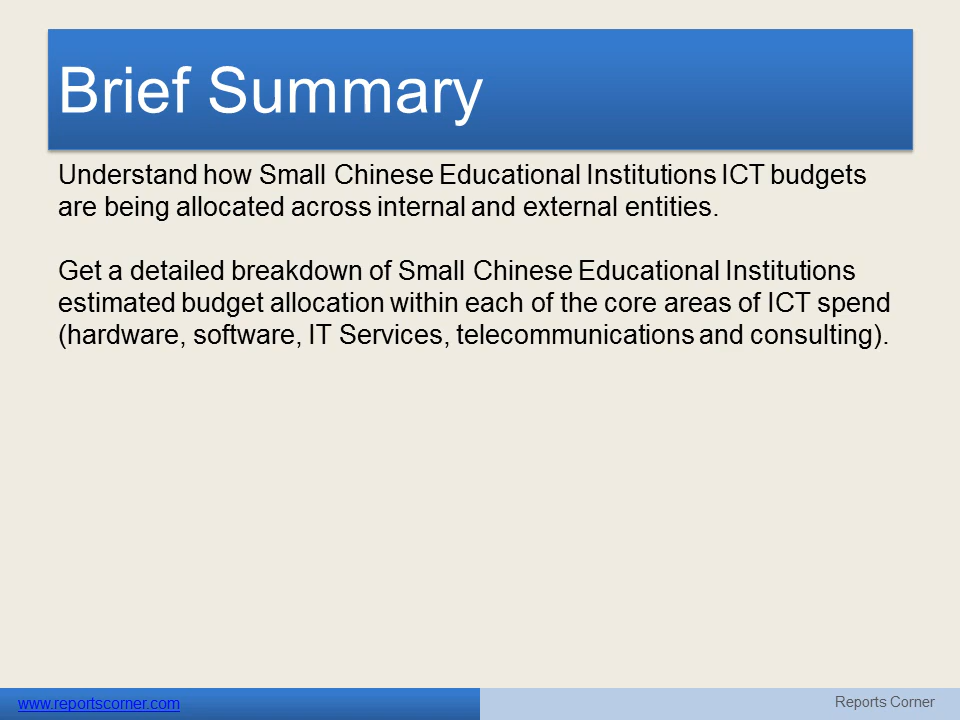 Brief Summary
Understand how Small Chinese Educational Institutions ICT budgets
are being allocated across internal and external entities.
Get a detailed breakdown of Small Chinese Educational Institutions
estimated budget allocation within each of the core areas of ICT spend
(hardware, software, IT Services, telecommunications and consulting).
www.reportscorner.com
Reports Corner